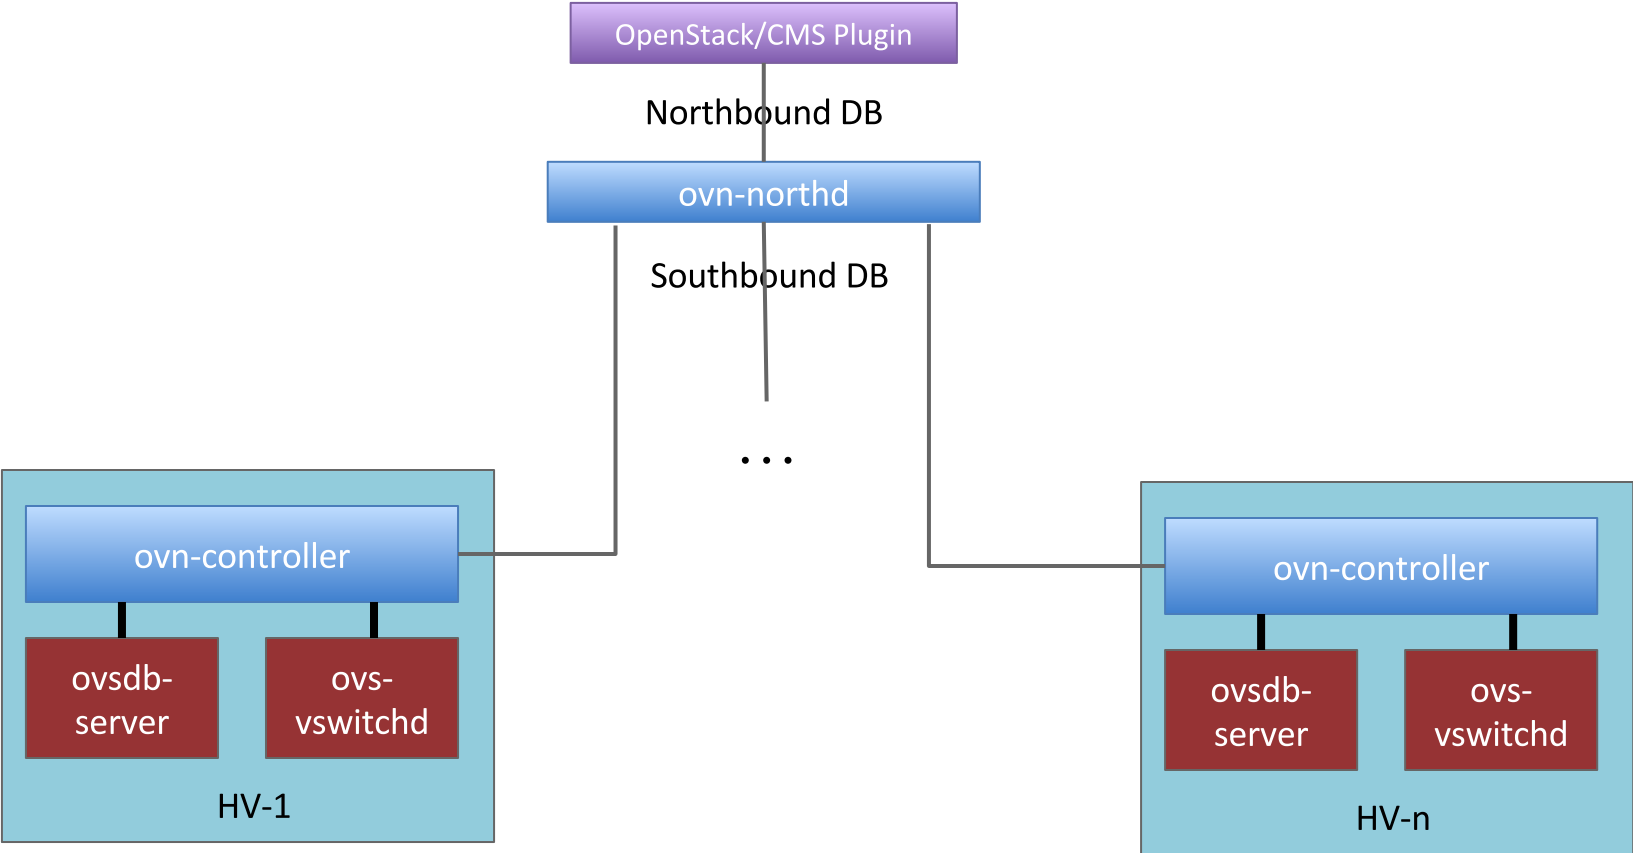 OpenStack/CMS Plugin
Northbound DB
ovn-northd
Southbound DB
...
ovn-controller
ovsdb-
server
ovs-
vswitchd
HV-1
ovn-controller
ovsdb-
server
ovs-
vswitchd
HV-n